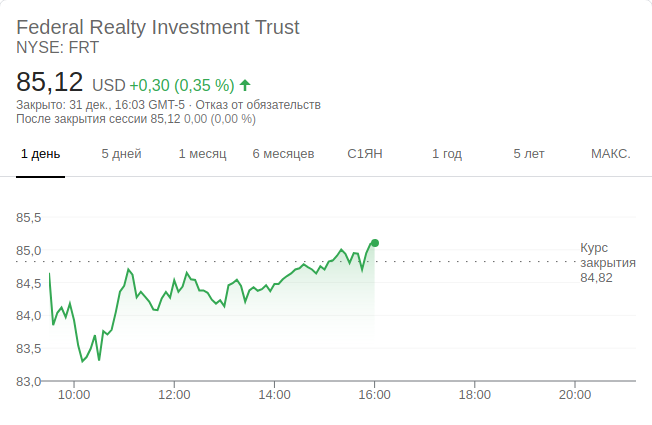 Federal Realty Investment Trust
NYSE: FRT
85,12 USD +0,30 (0,35 %)
Закрыто: 31 дек., 16:03 GMT-5 · Отказ от обязательств
После закрытия сессии 85,12 0,00 (0,00 %)
1 день 5 дней 1 месяц 6 месяцев С1ЯН 1 год 5 лет МАКС.
85,5
85,0
84,5
84,0
83,5
83,0
Курс
закрытия
84,82
10:00 12:00 14:00 16:00 18:00 20:00